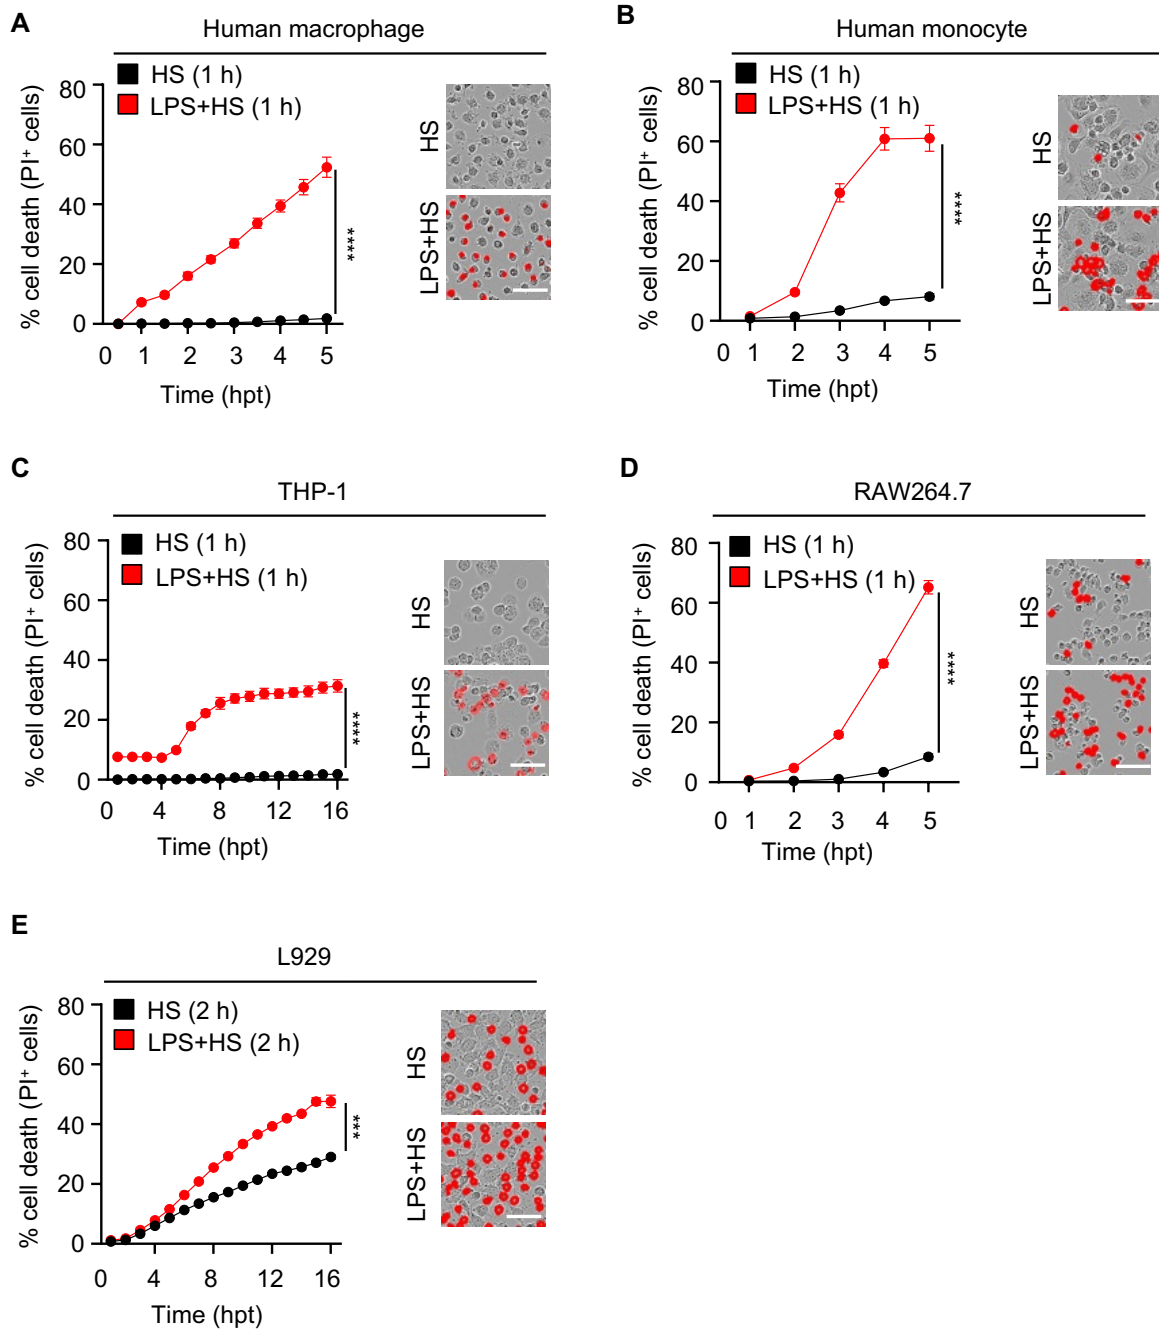 A
Human macrophage
HS (1 h)
LPS+HS (1 h)
% cell death (PI⁺ cells)
80
60
40
20
0
0 1 2 3 4 5
Time (hpt)
****
HS
LPS+HS
B
Human monocyte
HS (1 h)
LPS+HS (1 h)
% cell death (PI⁺ cells)
80
60
40
20
0
0 1 2 3 4 5
Time (hpt)
****
HS
LPS+HS
C
THP-1
HS (1 h)
LPS+HS (1 h)
% cell death (PI⁺ cells)
80
60
40
20
0
0 4 8 12 16
Time (hpt)
****
HS
LPS+HS
D
RAW264.7
HS (1 h)
LPS+HS (1 h)
% cell death (PI⁺ cells)
80
60
40
20
0
0 1 2 3 4 5
Time (hpt)
****
HS
LPS+HS
E
L929
HS (2 h)
LPS+HS (2 h)
% cell death (PI⁺ cells)
80
60
40
20
0
0 4 8 12 16
Time (hpt)
***
HS
LPS+HS